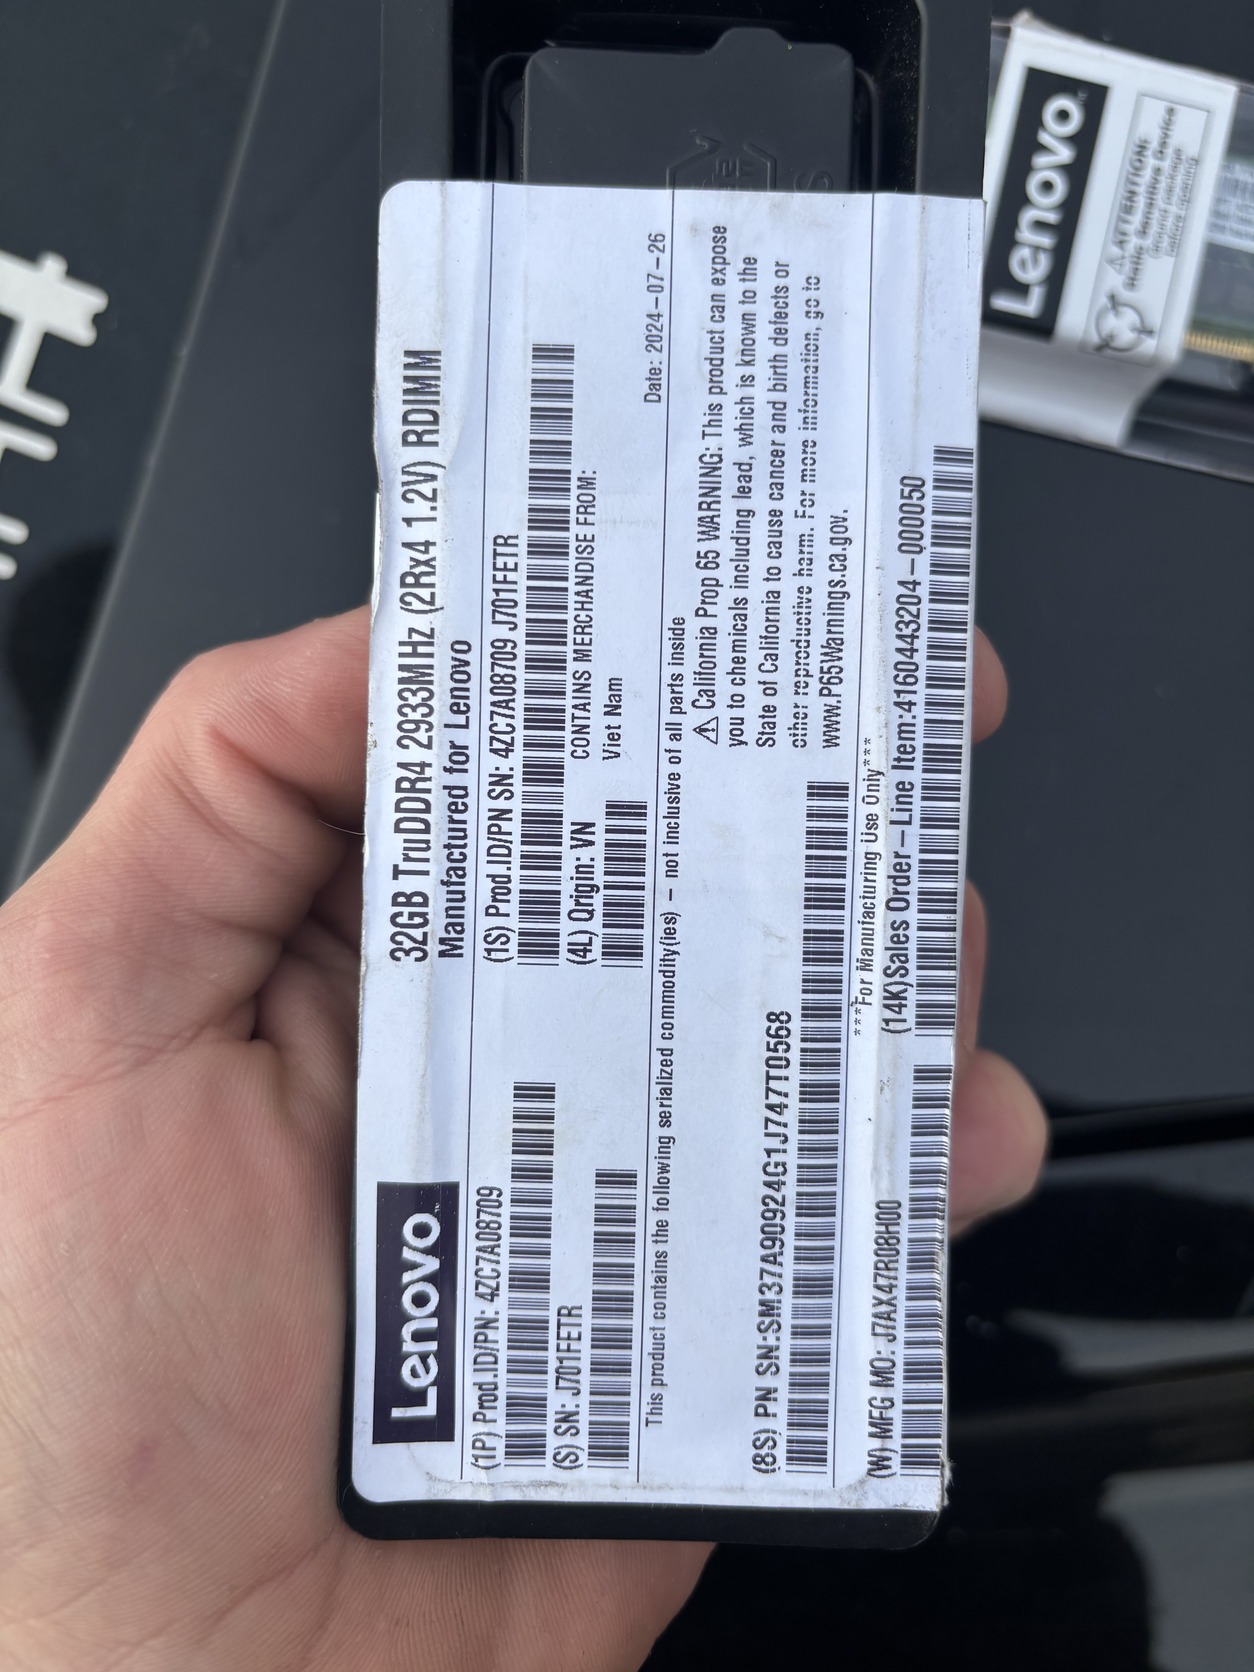 Lenovo
32GB TruDDR4 2933MHz (2Rx4 1.2V) RDIMM
Manufactured for Lenovo
(1P) Prod.ID/PN: 4ZC7A08709
(1S) Prod.ID/PN SN: 4ZC7A08709 J701FETR
(S) SN: J701FETR
(4L) Origin: VN
CONTAINS MERCHANDISE FROM:
Viet Nam
Date: 2024-07-26
This product contains the following serialized commodity(ies) - not inclusive of all parts inside
⚠ California Prop 65 WARNING: This product can expose
you to chemicals including lead, which is known to the
State of California to cause cancer and birth defects or
other reproductive harm. For more information, go to
www.P65Warnings.ca.gov.
(8S) PN SN:SM37A90924G1J747T0568
***For Manufacturing Use Only***
(W) MFG MO: J7AX47R08H00
(14K)Sales Order-Line Item:4160443204-000050
Lenovo
ATTENTION:
Static Sensitive Device